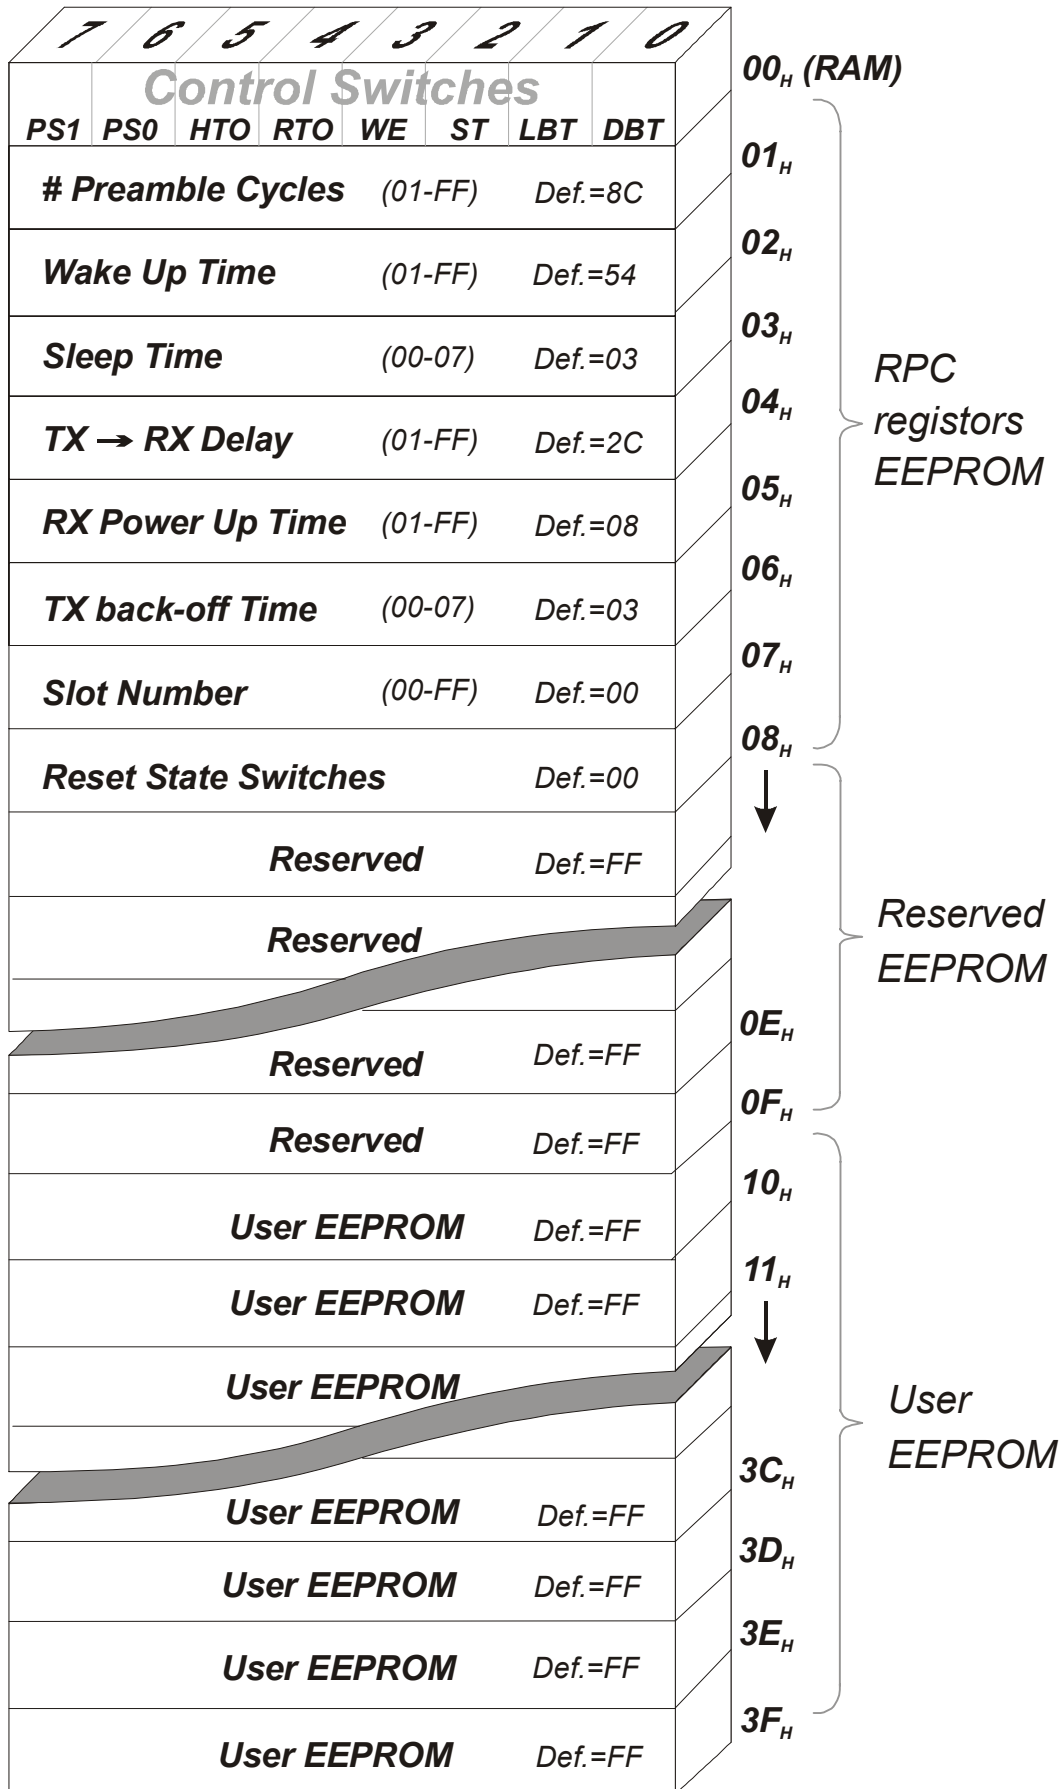 7 6 5 4 3 2 1 0
Control Switches
PS1 PS0 HTO RTO WE ST LBT DBT
00H (RAM)
# Preamble Cycles (01-FF) Def.=8C
01H
Wake Up Time (01-FF) Def.=54
02H
Sleep Time (00-07) Def.=03
03H
TX → RX Delay (01-FF) Def.=2C
04H
RX Power Up Time (01-FF) Def.=08
05H
TX back-off Time (00-07) Def.=03
06H
Slot Number (00-FF) Def.=00
07H
Reset State Switches Def.=00
08H
RPC
registors
EEPROM
Reserved Def.=FF
Reserved
Reserved Def.=FF
0EH
Reserved Def.=FF
0FH
Reserved
EEPROM
User EEPROM Def.=FF
10H
User EEPROM Def.=FF
11H
User EEPROM
User EEPROM Def.=FF
3CH
User EEPROM Def.=FF
3DH
User EEPROM Def.=FF
3EH
User EEPROM Def.=FF
3FH
User
EEPROM